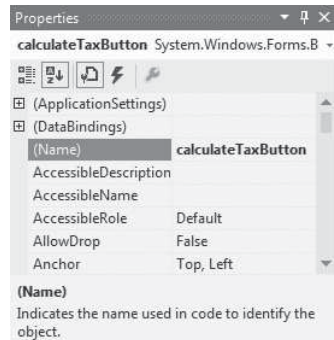 Properties
calculateTaxButton System.Windows.Forms.B
(ApplicationSettings)
(DataBindings)
(Name) calculateTaxButton
AccessibleDescription
AccessibleName
AccessibleRole Default
AllowDrop False
Anchor Top, Left
(Name)
Indicates the name used in code to identify the
object.